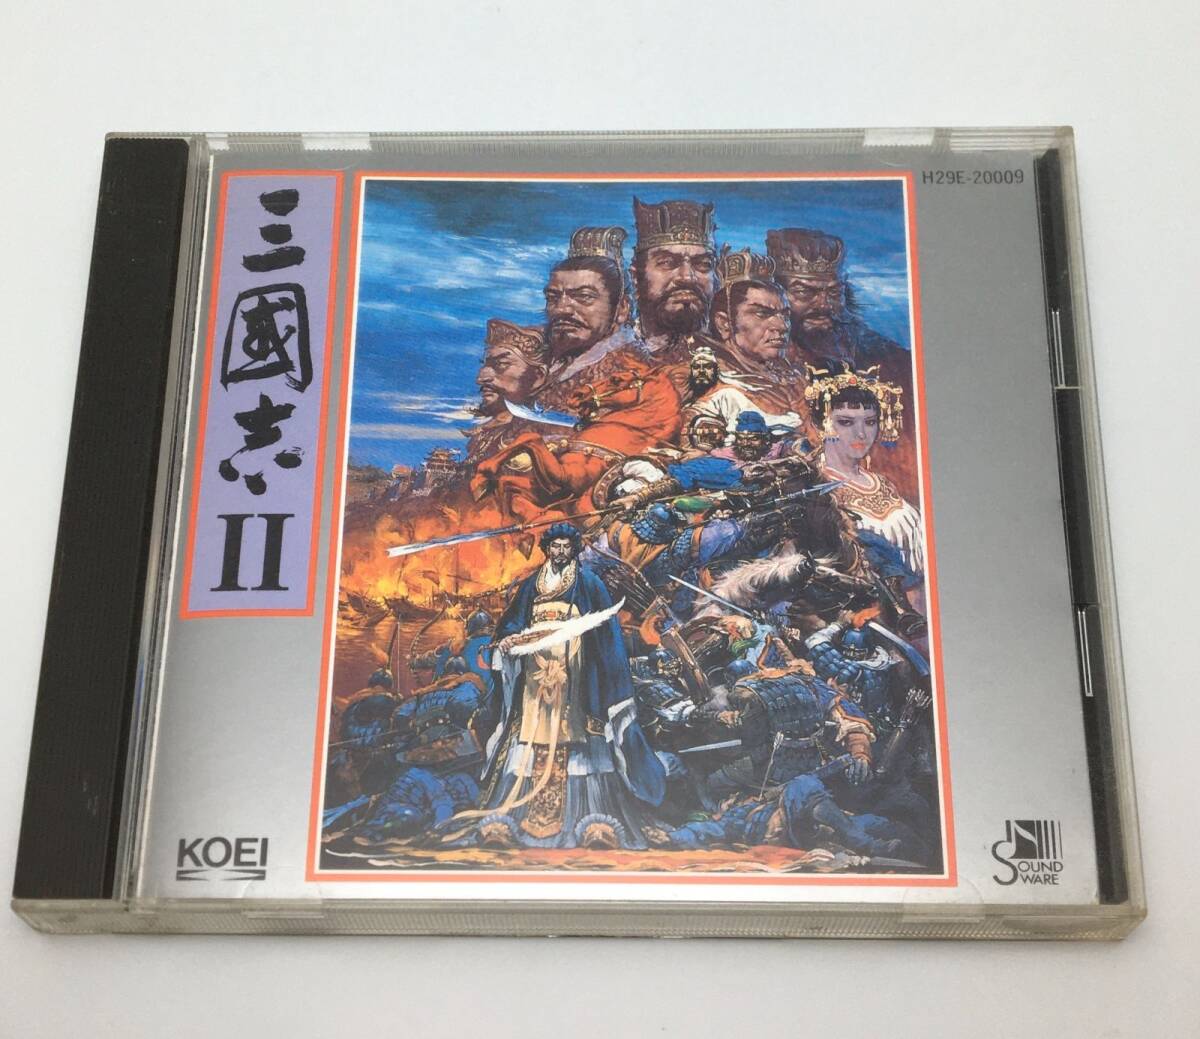 三國志
II
H29E-20009
KOEI
SOUND
WARE